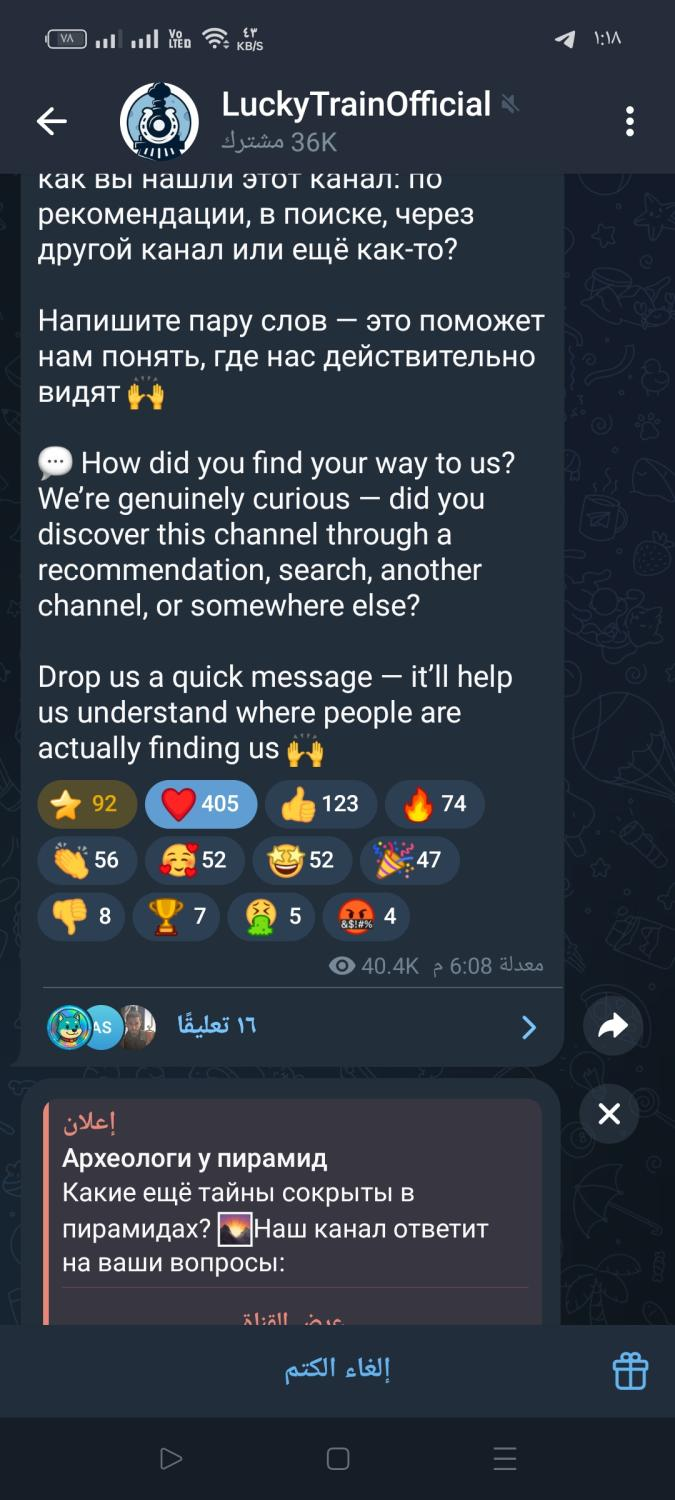 ٧٨
Vo
LTED
٤٣
KB/S
١:١٨
LuckyTrainOfficial
36K مشترك
как вы нашли этот канал: по
рекомендации, в поиске, через
другой канал или ещё как-то?
Напишите пару слов — это поможет
нам понять, где нас действительно
видят 🙌
💬 How did you find your way to us?
We’re genuinely curious — did you
discover this channel through a
recommendation, search, another
channel, or somewhere else?
Drop us a quick message — it’ll help
us understand where people are
actually finding us 🙌
⭐ 92 ❤️ 405 👍 123 🔥 74
👏 56 🥰 52 🤩 52 🎉 47
👎 8 🏆 7 🤮 5 🤬 4
40.4K معدلة 6:08 م
AS
١٦ تعليقًا
إعلان
Археологи у пирамид
Какие ещё тайны сокрыты в
пирамидах? 🌄Наш канал ответит
на ваши вопросы:
عرض القناة
إلغاء الكتم